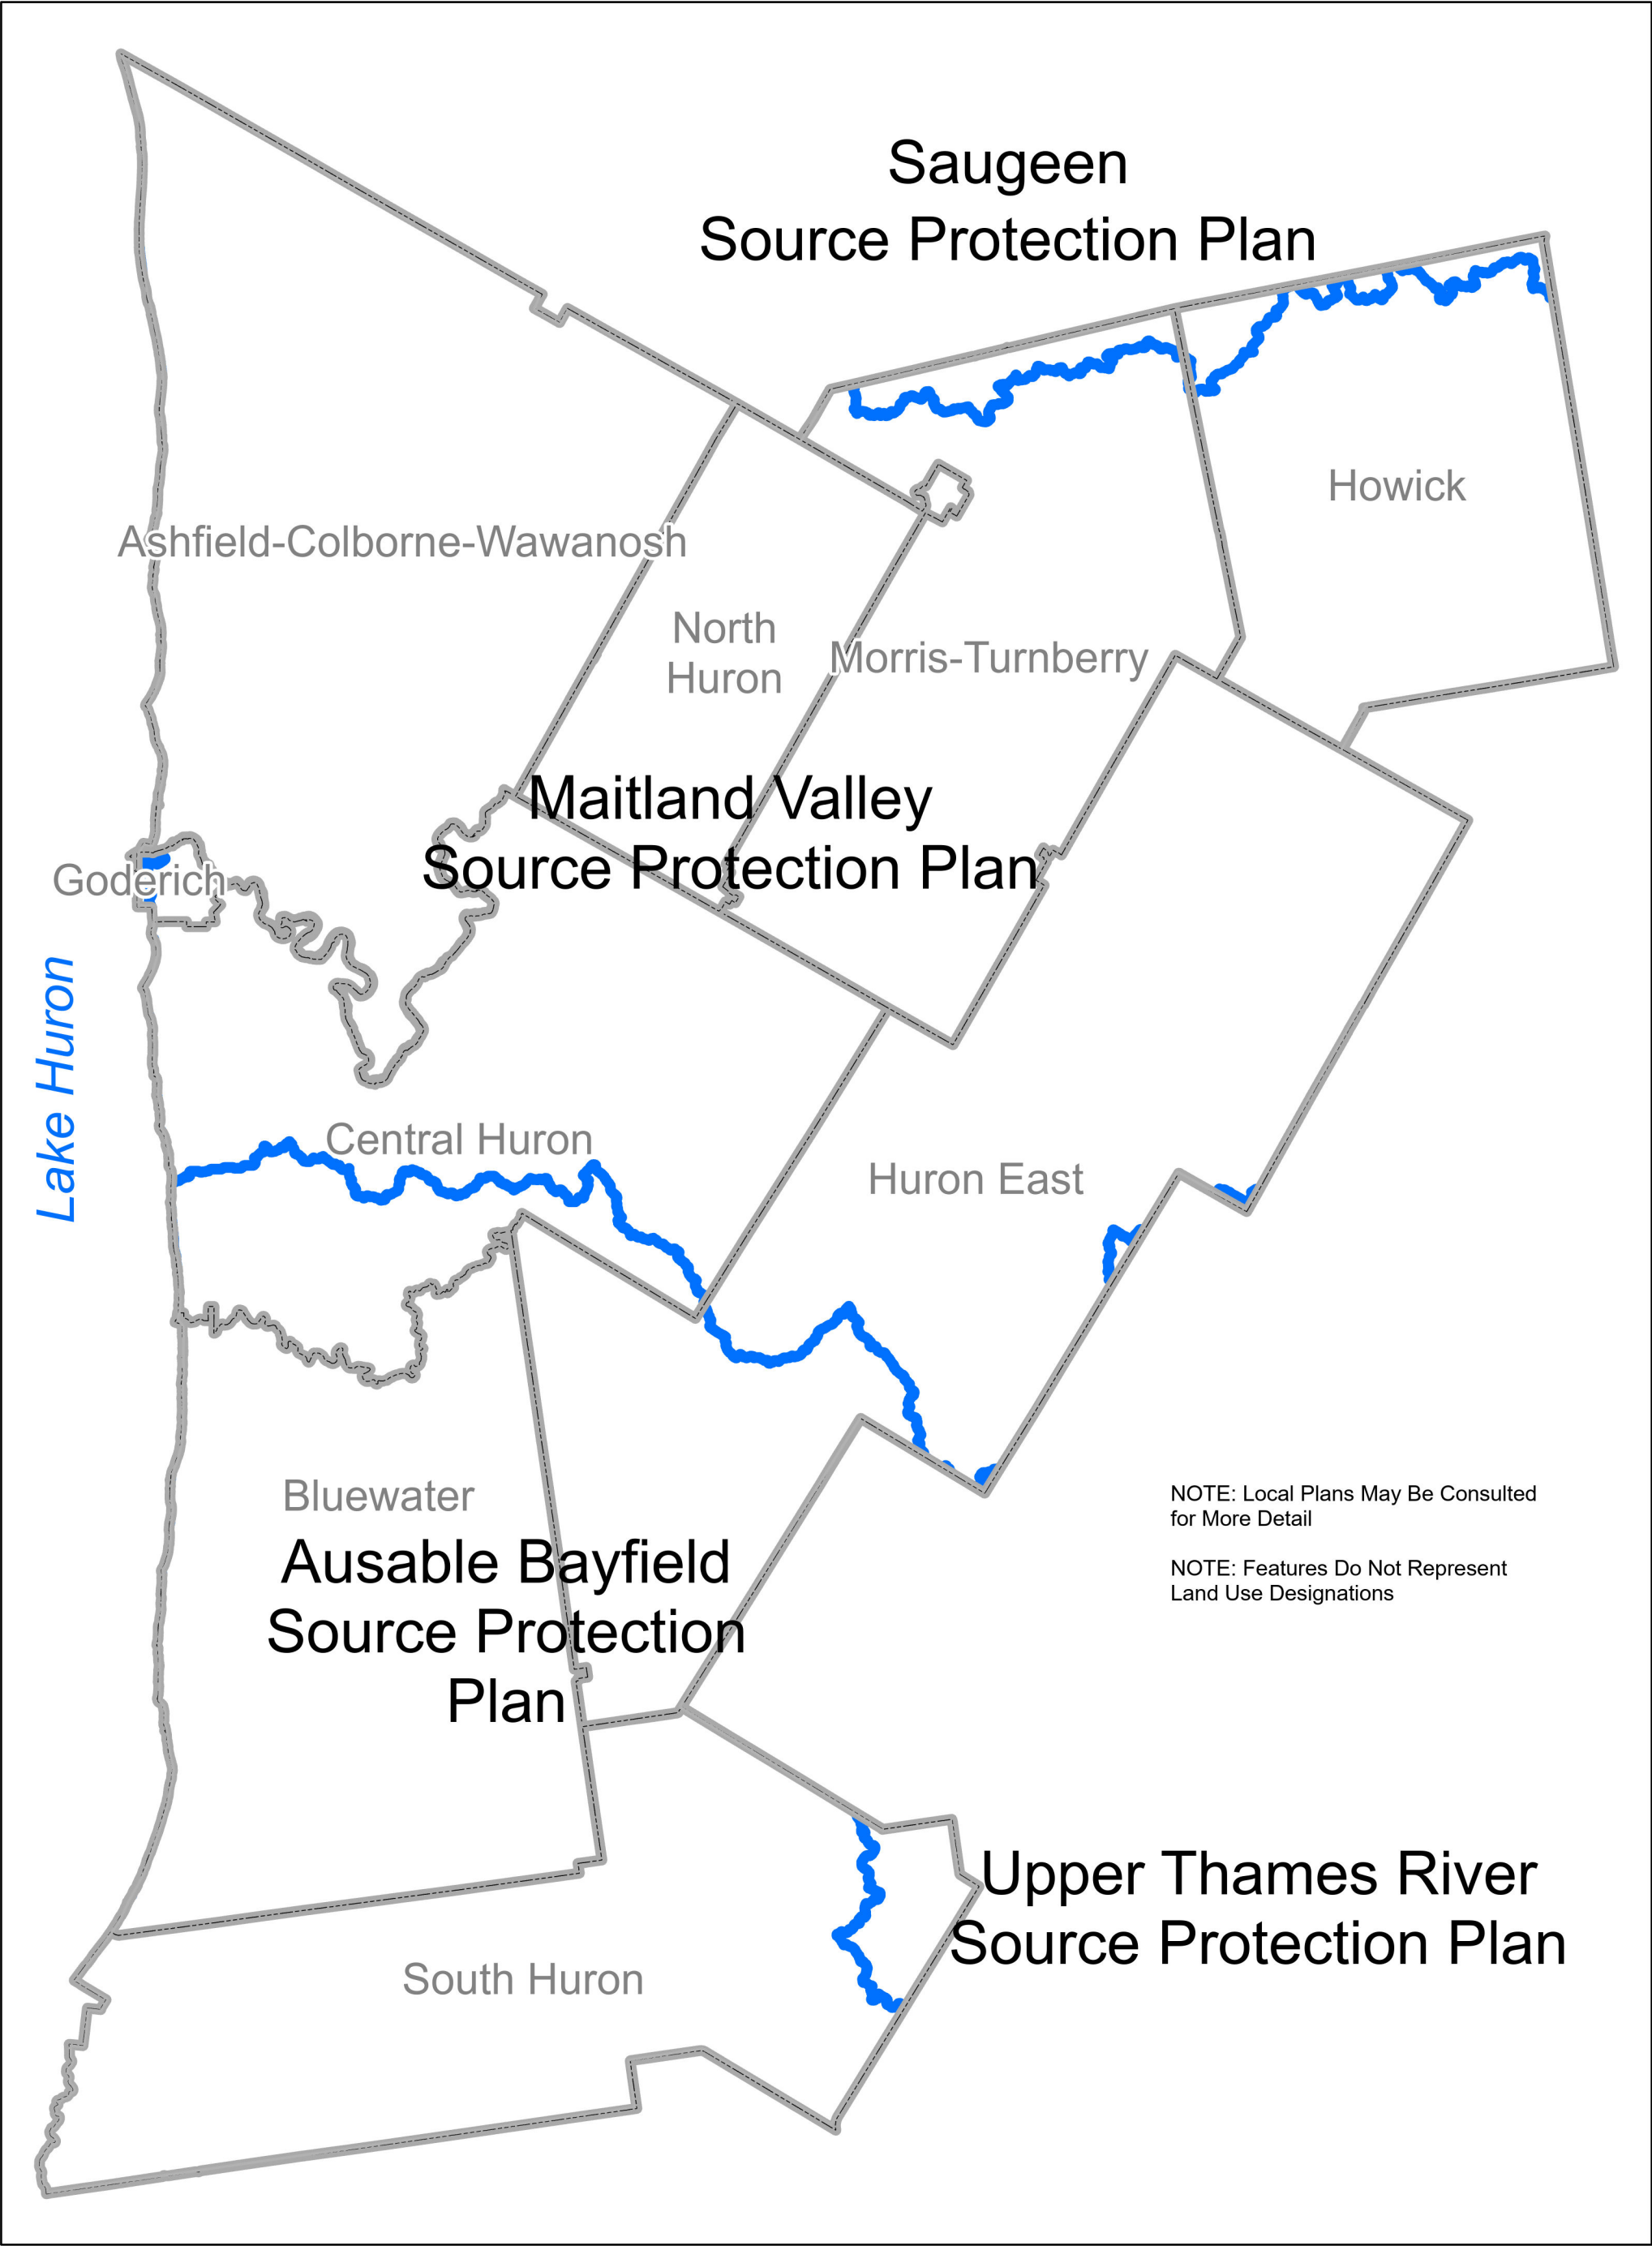 Saugeen
Source Protection Plan
Howick
Ashfield-Colborne-Wawanosh
North
Huron
Morris-Turnberry
Maitland Valley
Source Protection Plan
Goderich
Lake Huron
Central Huron
Huron East
Bluewater
NOTE: Local Plans May Be Consulted
for More Detail
NOTE: Features Do Not Represent
Land Use Designations
Ausable Bayfield
Source Protection
Plan
Upper Thames River
Source Protection Plan
South Huron